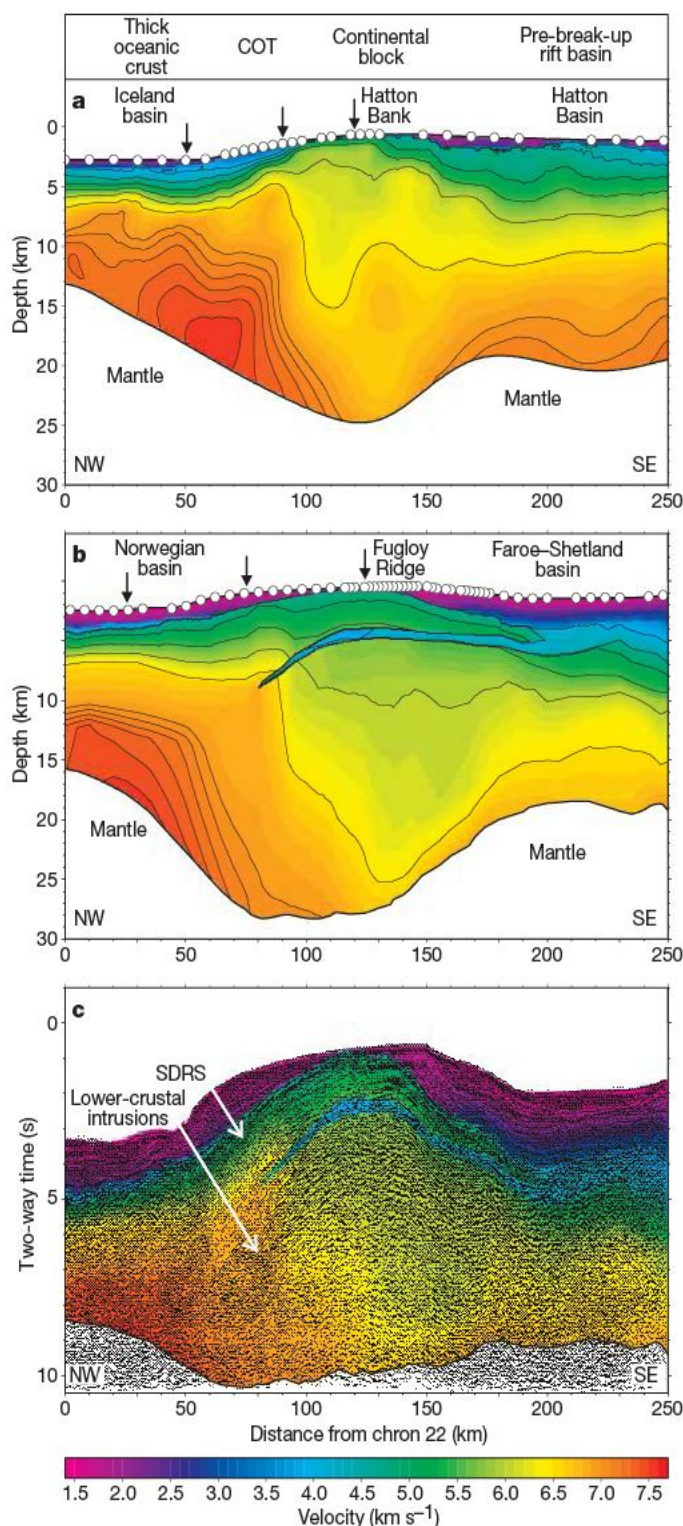 Thick oceanic crust
COT
Continental block
Pre-break-up rift basin
a
Iceland basin
Hatton Bank
Hatton Basin
0
5
10
15
20
25
30
Depth (km)
Mantle
Mantle
NW
SE
0 50 100 150 200 250
b
Norwegian basin
Fugloy Ridge
Faroe–Shetland basin
10
15
20
25
30
Depth (km)
Mantle
Mantle
NW
SE
0 50 100 150 200 250
c
0
5
10
Two-way time (s)
SDRS
Lower-crustal intrusions
NW
SE
0 50 100 150 200 250
Distance from chron 22 (km)
1.5 2.0 2.5 3.0 3.5 4.0 4.5 5.0 5.5 6.0 6.5 7.0 7.5
Velocity (km s⁻¹)